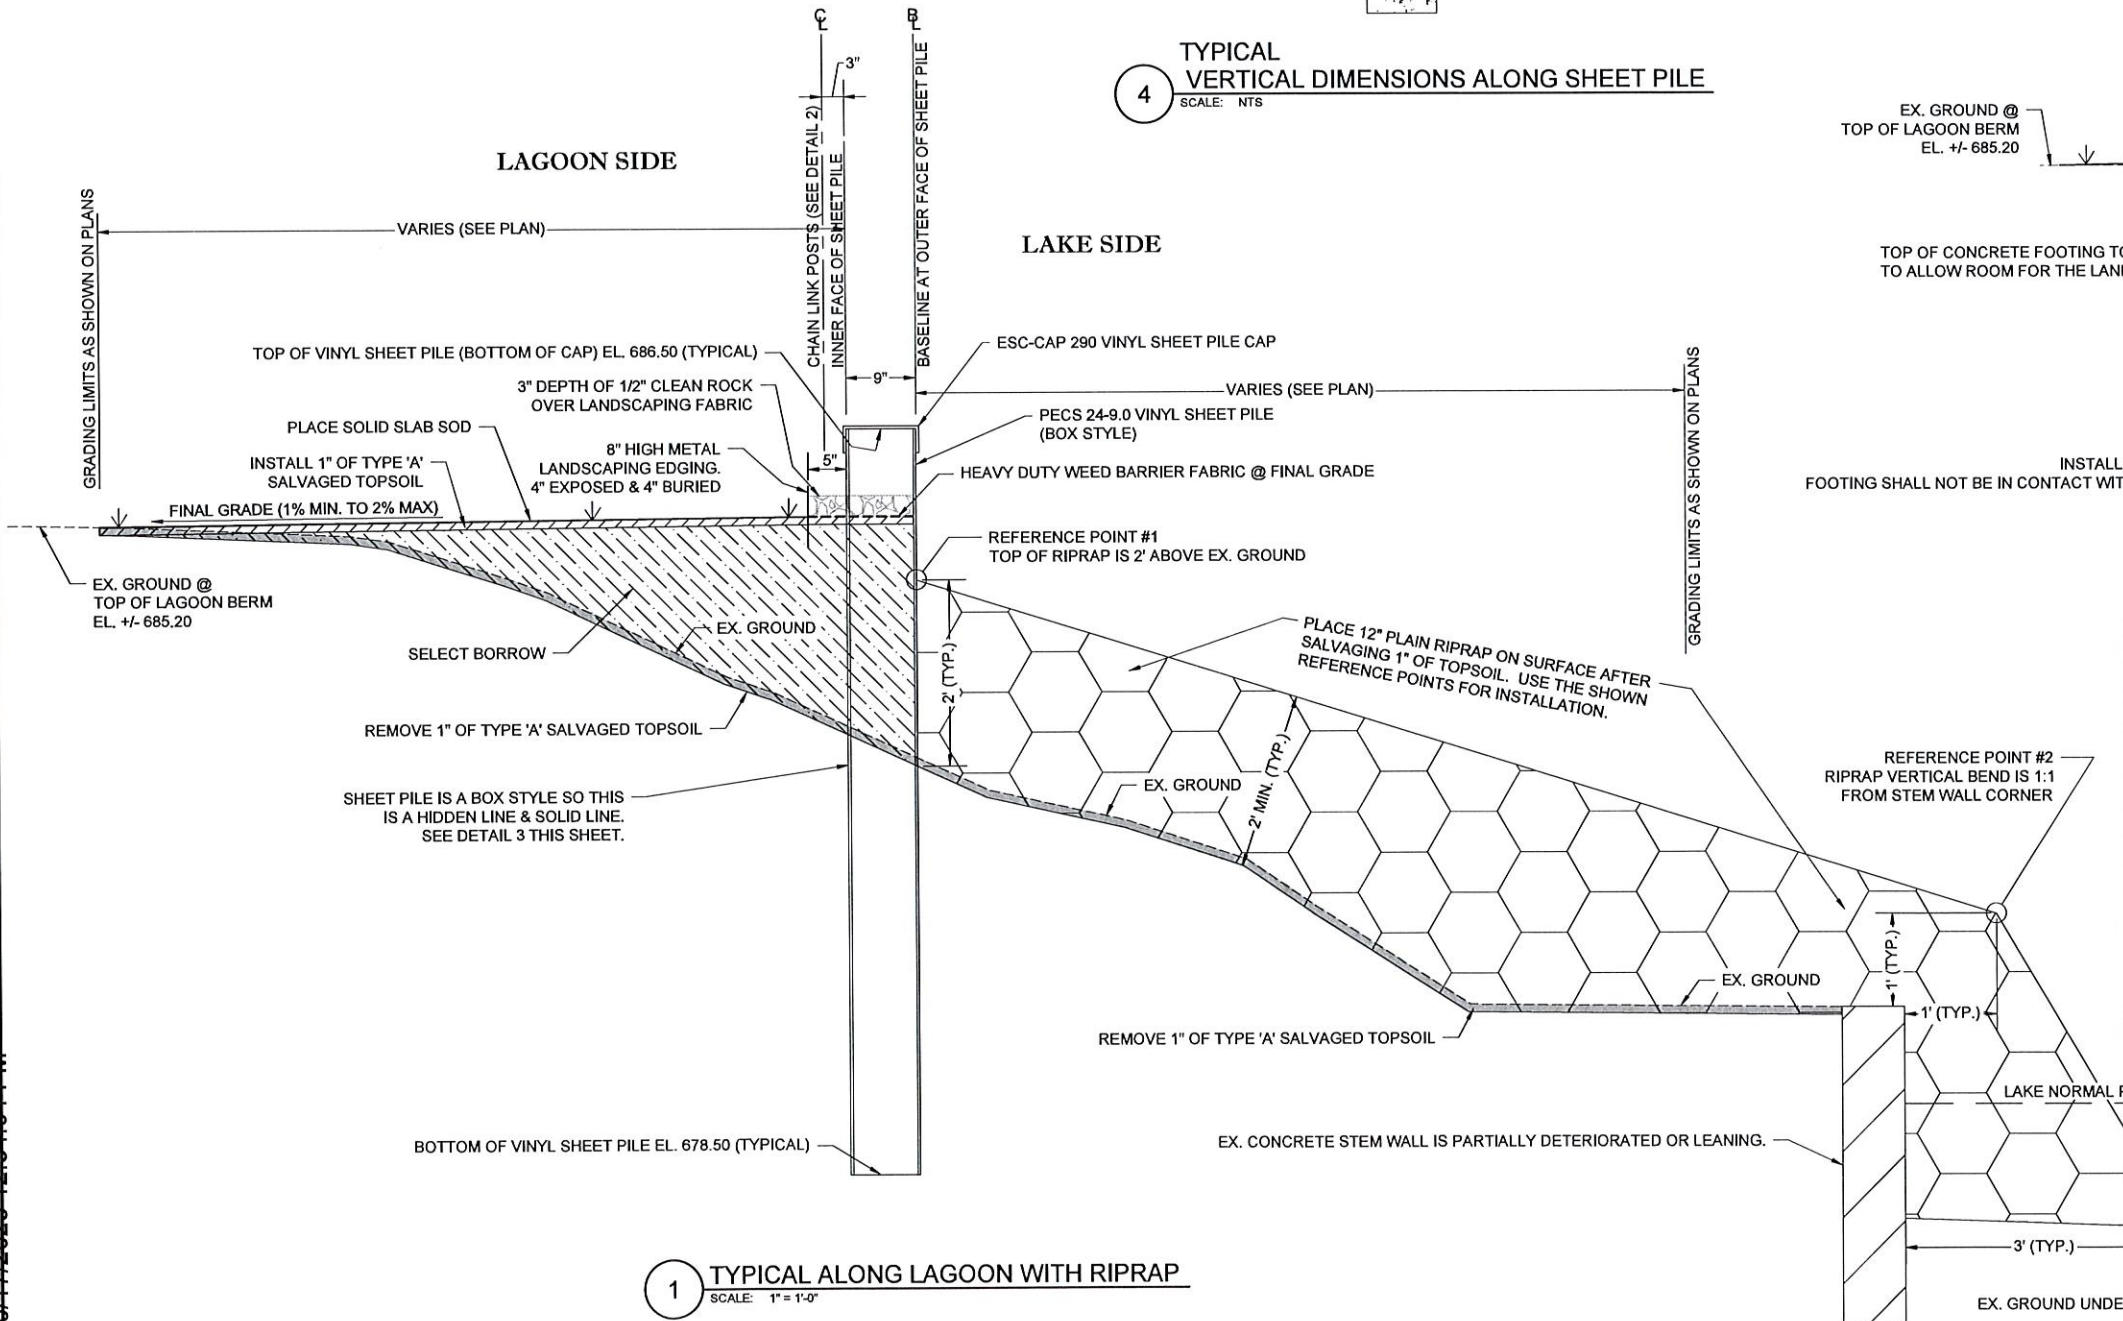 TYPICAL
4
VERTICAL DIMENSIONS ALONG SHEET PILE
SCALE: NTS
3"
CHAIN LINK POSTS (SEE DETAIL 2)
INNER FACE OF SHEET PILE
BASELINE AT OUTER FACE OF SHEET PILE
LAGOON SIDE
LAKE SIDE
GRADING LIMITS AS SHOWN ON PLANS
VARIES (SEE PLAN)
EX. GROUND @
TOP OF LAGOON BERM
EL. +/- 685.20
TOP OF CONCRETE FOOTING
TO ALLOW ROOM FOR THE
INSTALL
FOOTING SHALL NOT BE IN CONTACT
TOP OF VINYL SHEET PILE (BOTTOM OF CAP) EL. 686.50 (TYPICAL)
ESC-CAP 290 VINYL SHEET PILE CAP
9"
VARIES (SEE PLAN)
GRADING LIMITS AS SHOWN ON PLANS
3" DEPTH OF 1/2" CLEAN ROCK
OVER LANDSCAPING FABRIC
PECS 24-9.0 VINYL SHEET PILE
(BOX STYLE)
PLACE SOLID SLAB SOD
8" HIGH METAL
LANDSCAPING EDGING.
4" EXPOSED & 4" BURIED
5"
INSTALL 1" OF TYPE 'A'
SALVAGED TOPSOIL
HEAVY DUTY WEED BARRIER FABRIC @ FINAL GRADE
FINAL GRADE (1% MIN. TO 2% MAX)
REFERENCE POINT #1
TOP OF RIPRAP IS 2' ABOVE EX. GROUND
EX. GROUND @
TOP OF LAGOON BERM
EL. +/- 685.20
EX. GROUND
SELECT BORROW
2' (TYP.)
PLACE 12" PLAIN RIPRAP ON SURFACE AFTER
SALVAGING 1" OF TOPSOIL. USE THE SHOWN
REFERENCE POINTS FOR INSTALLATION.
REMOVE 1" OF TYPE 'A' SALVAGED TOPSOIL
2' MIN. (TYP.)
EX. GROUND
REFERENCE POINT #2
RIPRAP VERTICAL BEND IS 1:1
FROM STEM WALL CORNER
SHEET PILE IS A BOX STYLE SO THIS
IS A HIDDEN LINE & SOLID LINE.
SEE DETAIL 3 THIS SHEET.
1' (TYP.)
EX. GROUND
1' (TYP.)
REMOVE 1" OF TYPE 'A' SALVAGED TOPSOIL
LAKE NORMAL
BOTTOM OF VINYL SHEET PILE EL. 678.50 (TYPICAL)
EX. CONCRETE STEM WALL IS PARTIALLY DETERIORATED OR LEANING.
3' (TYP.)
1
TYPICAL ALONG LAGOON WITH RIPRAP
SCALE: 1" = 1'-0"
EX. GROUND